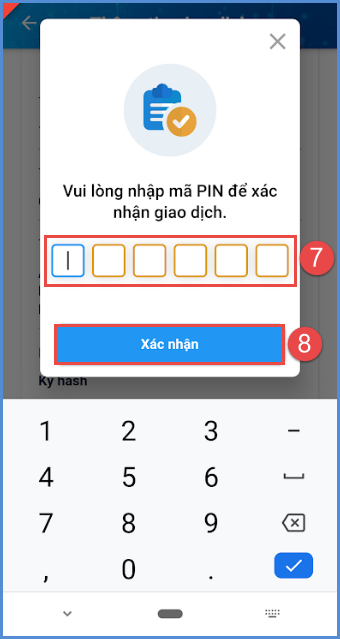 Vui lòng nhập mã PIN để xác
nhận giao dịch.
7
Xác nhận
8
Ký hash
1 2 3 –
4 5 6
7 8 9
, 0 .